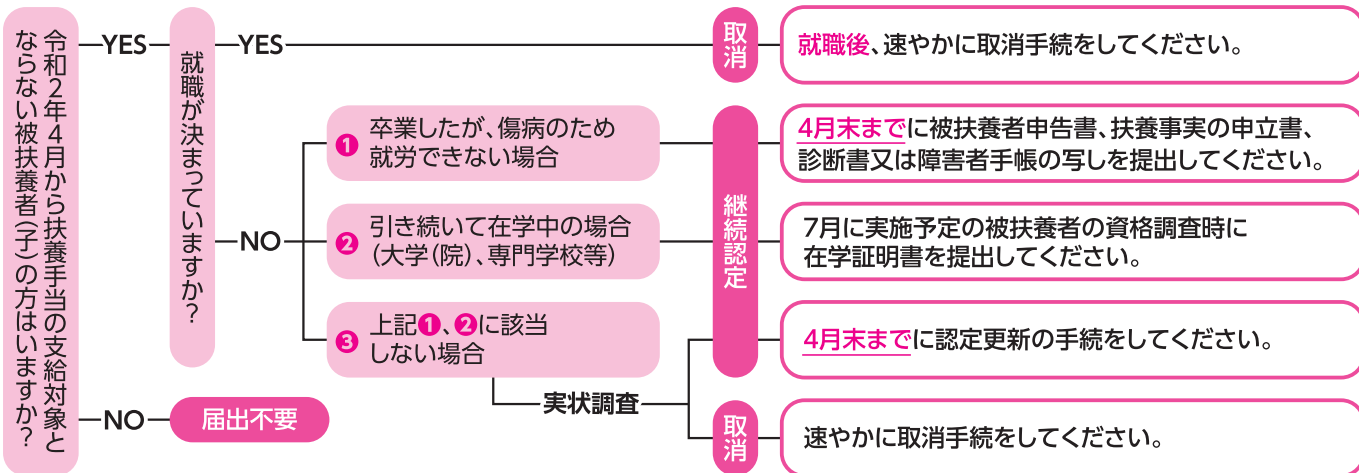 令和2年4月から扶養手当の支給対象と
ならない被扶養者(子)の方はいますか?
YES
就職が決まっていますか?
YES
取消
就職後、速やかに取消手続をしてください。
NO
❶ 卒業したが、傷病のため
就労できない場合
継続認定
4月末までに被扶養者申告書、扶養事実の申立書、
診断書又は障害者手帳の写しを提出してください。
❷ 引き続いて在学中の場合
(大学(院)、専門学校等)
7月に実施予定の被扶養者の資格調査時に
在学証明書を提出してください。
❸ 上記❶、❷に該当
しない場合
4月末までに認定更新の手続をしてください。
実状調査
取消
速やかに取消手続をしてください。
NO
届出不要